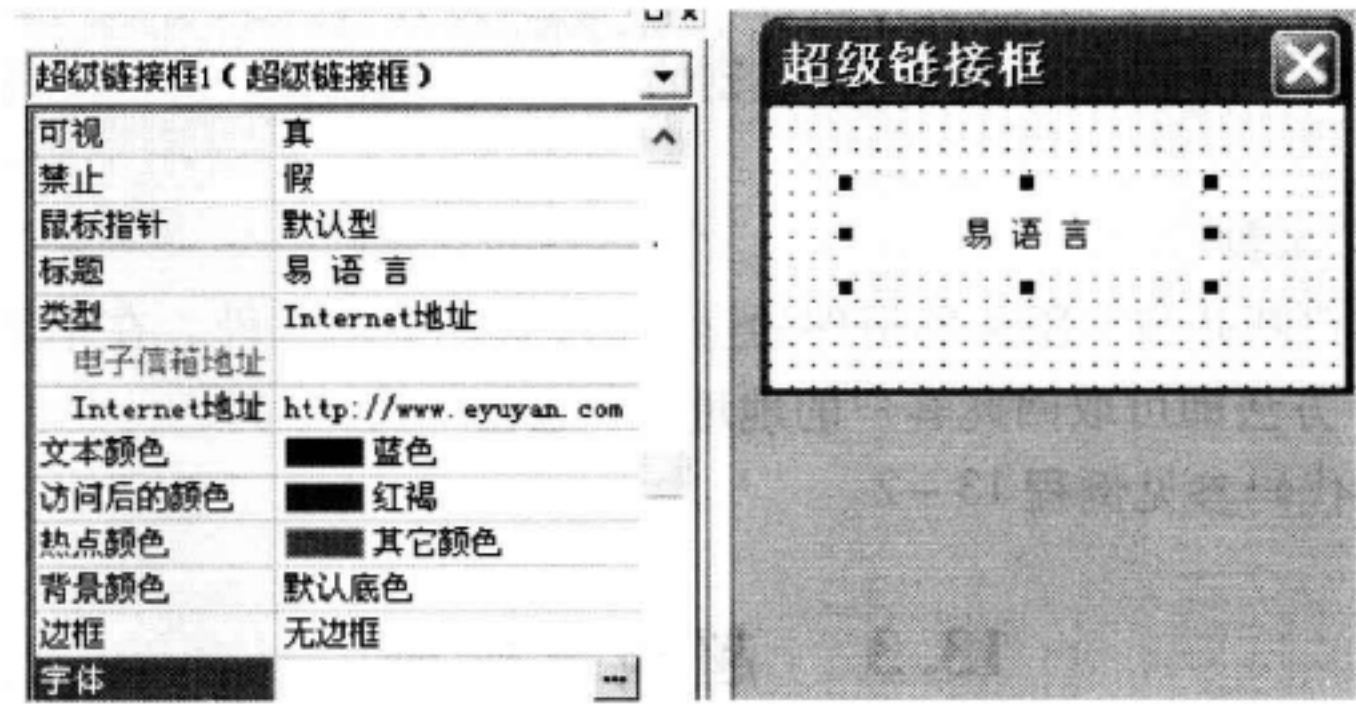 超级链接框1（超级链接框）
可视 真
禁止 假
鼠标指针 默认型
标题 易 语 言
类型 Internet地址
电子信箱地址
Internet地址 http://www.eyuyan.com
文本颜色 蓝色
访问后的颜色 红褐
热点颜色 其它颜色
背景颜色 默认底色
边框 无边框
字体
超级链接框
易 语 言
13.3